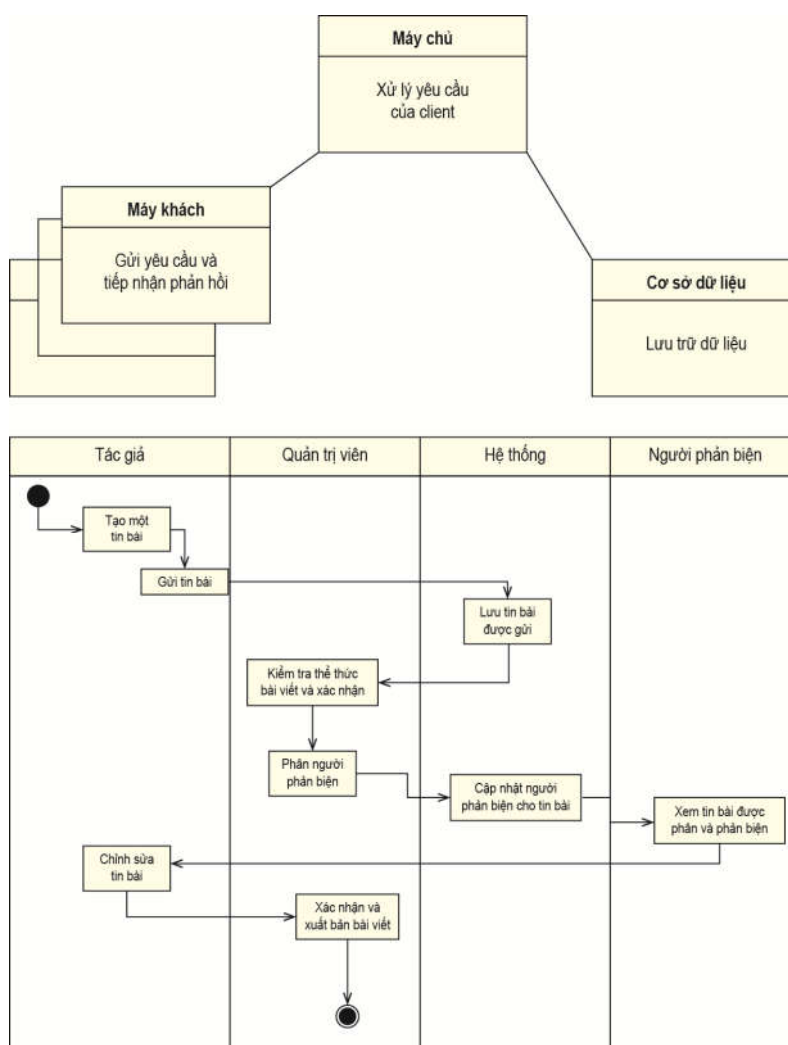 Máy chủ
Xử lý yêu cầu
của client
Máy khách
Gửi yêu cầu và
tiếp nhận phản hồi
Cơ sở dữ liệu
Lưu trữ dữ liệu
Tác giả
Quản trị viên
Hệ thống
Người phản biện
Tạo một
tin bài
Gửi tin bài
Lưu tin bài
được gửi
Kiểm tra thể thức
bài viết và xác nhận
Phân người
phản biện
Cập nhật người
phản biện cho tin bài
Xem tin bài được
phân và phản biện
Chỉnh sửa
tin bài
Xác nhận và
xuất bản bài viết